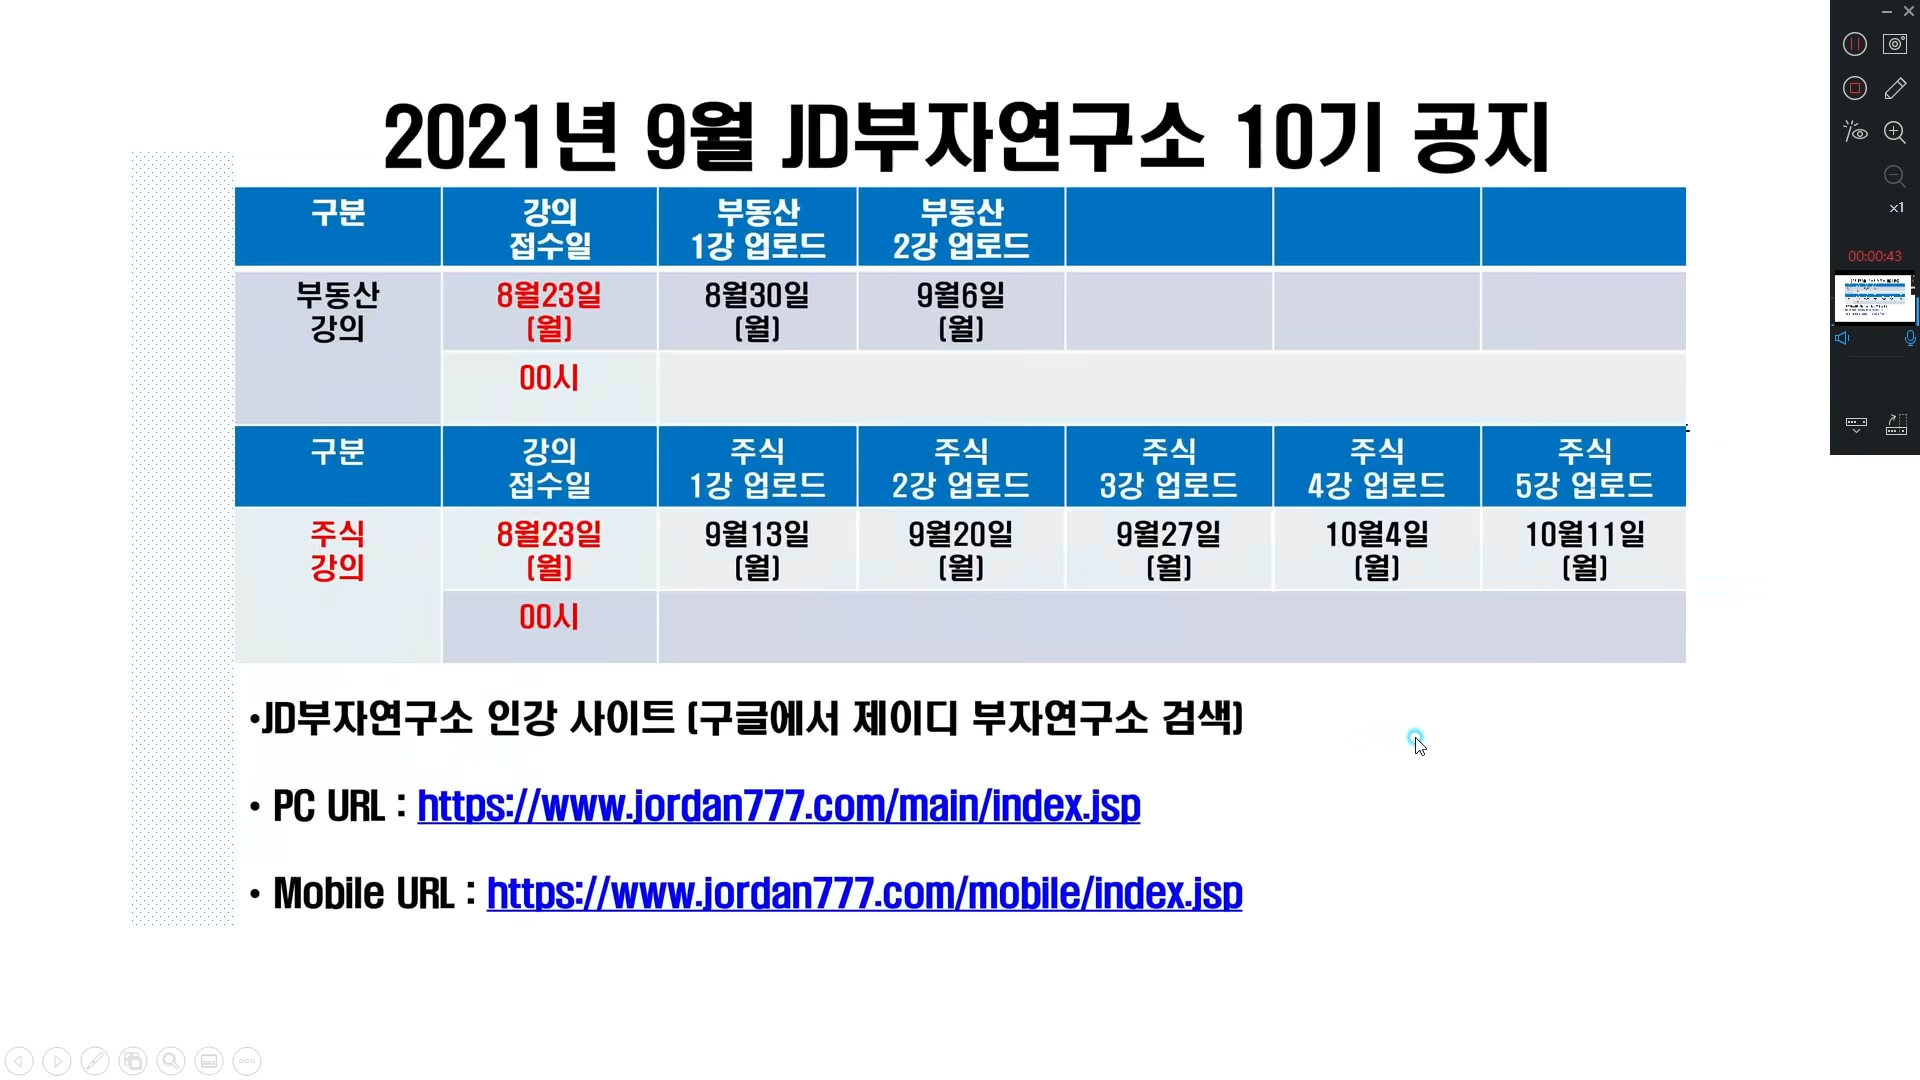 2021년 9월 JD부자연구소 10기 공지
구분 강의 부동산 부동산
접수일 1강 업로드 2강 업로드
부동산 8월23일 8월30일 9월6일
강의 (월) (월) (월)
00시
구분 강의 주식 주식 주식 주식 주식
접수일 1강 업로드 2강 업로드 3강 업로드 4강 업로드 5강 업로드
주식 8월23일 9월13일 9월20일 9월27일 10월4일 10월11일
강의 (월) (월) (월) (월) (월) (월)
00시
•JD부자연구소 인강 사이트 (구글에서 제이디 부자연구소 검색)
• PC URL : https://www.jordan777.com/main/index.jsp
• Mobile URL : https://www.jordan777.com/mobile/index.jsp
x1
00:00:43